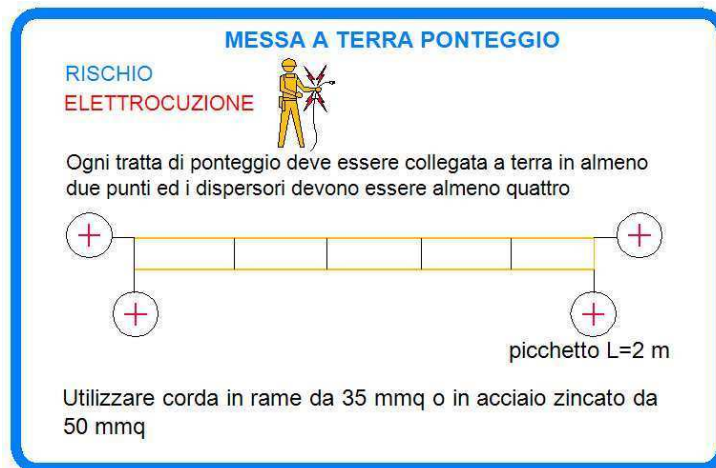 MESSA A TERRA PONTEGGIO
RISCHIO
ELETTROCUZIONE
Ogni tratta di ponteggio deve essere collegata a terra in almeno
due punti ed i dispersori devono essere almeno quattro
picchetto L=2 m
Utilizzare corda in rame da 35 mmq o in acciaio zincato da
50 mmq